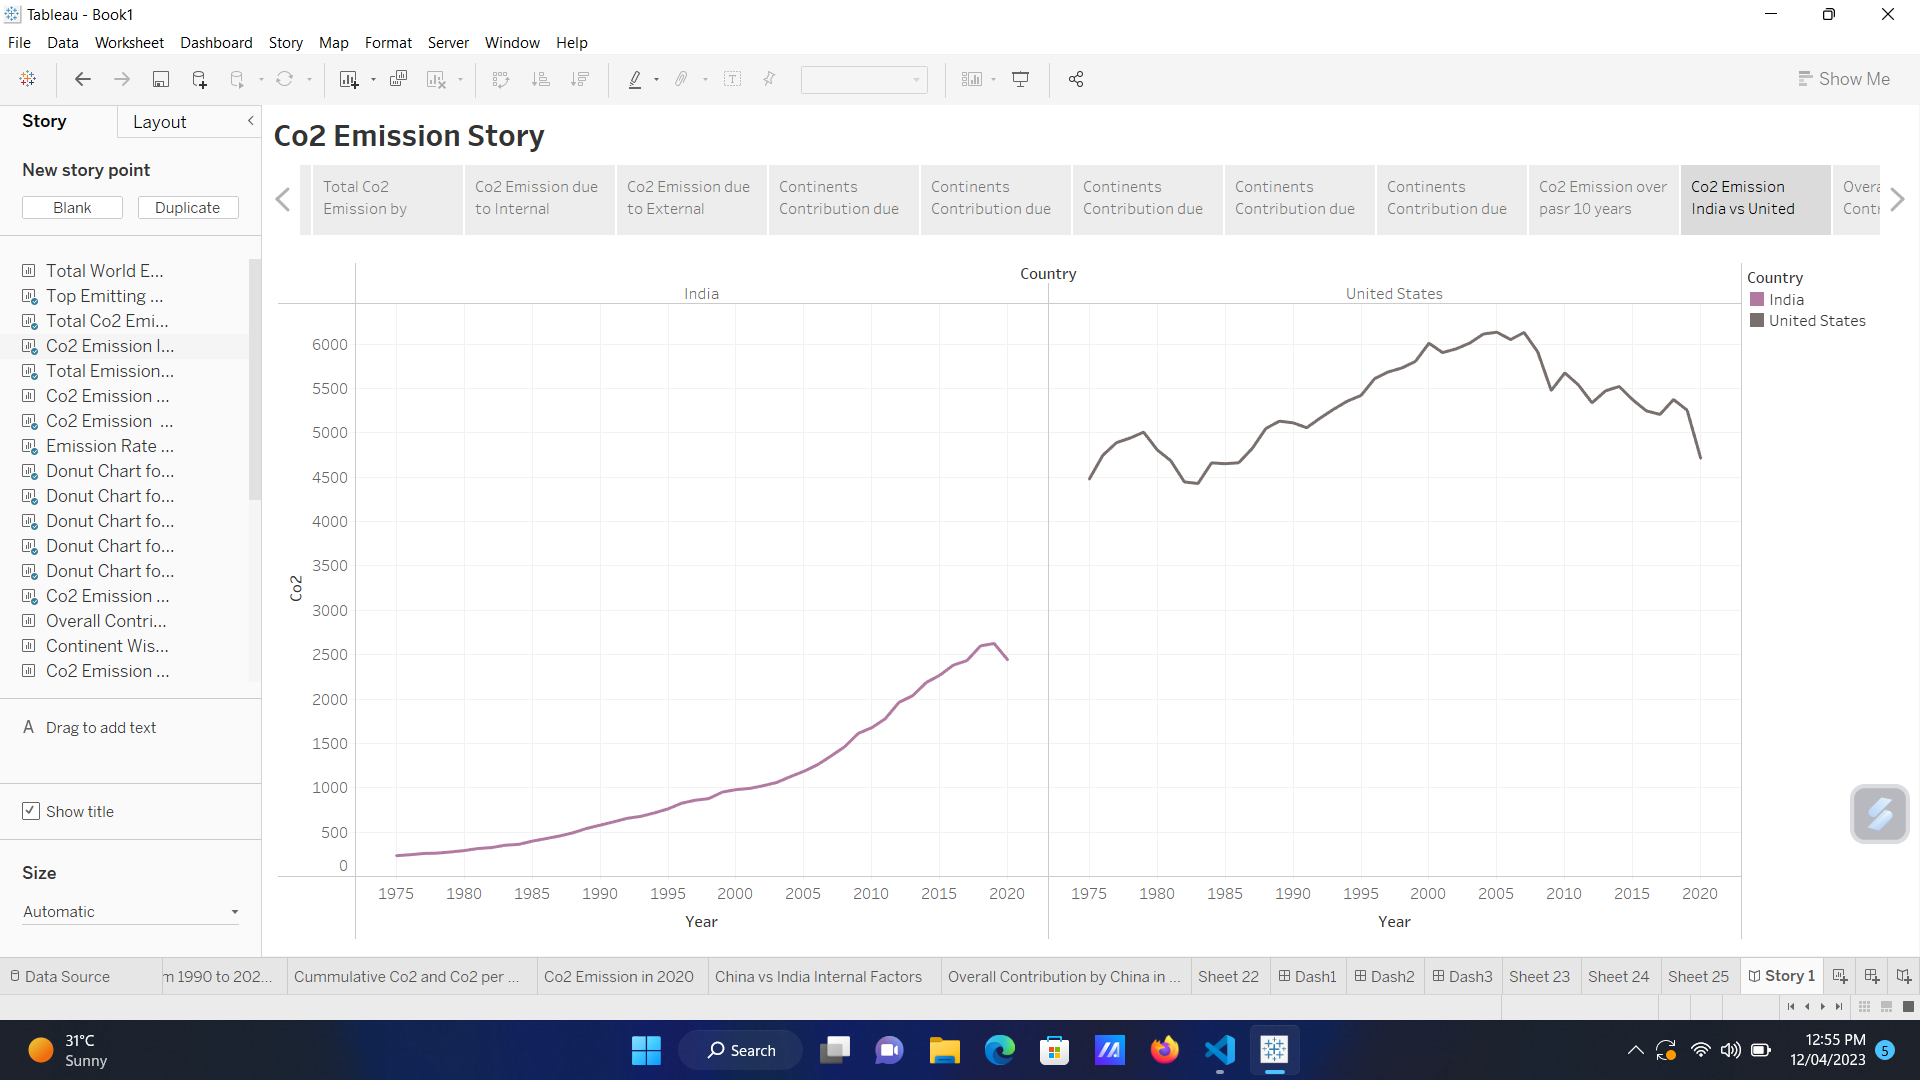 Tableau - Book1
File Data Worksheet Dashboard Story Map Format Server Window Help
Show Me
Story Layout
New story point
Blank Duplicate
Total World E...
Top Emitting ...
Total Co2 Emi...
Co2 Emission I...
Total Emission...
Co2 Emission ...
Co2 Emission ...
Emission Rate ...
Donut Chart fo...
Donut Chart fo...
Donut Chart fo...
Donut Chart fo...
Donut Chart fo...
Co2 Emission ...
Overall Contri...
Continent Wis...
Co2 Emission ...
A Drag to add text
Show title
Size
Automatic
Co2 Emission Story
Total Co2
Emission by
Co2 Emission due
to Internal
Co2 Emission due
to External
Continents
Contribution due
Continents
Contribution due
Continents
Contribution due
Continents
Contribution due
Continents
Contribution due
Co2 Emission over
pasr 10 years
Co2 Emission
India vs United
Overa
Contr
Country
India United States
Co2
6000
5500
5000
4500
4000
3500
3000
2500
2000
1500
1000
500
0
1975 1980 1985 1990 1995 2000 2005 2010 2015 2020 1975 1980 1985 1990 1995 2000 2005 2010 2015 2020
Year Year
Country
India
United States
Data Source m 1990 to 202... Cummulative Co2 and Co2 per ... Co2 Emission in 2020 China vs India Internal Factors Overall Contribution by China in ... Sheet 22 Dash1 Dash2 Dash3 Sheet 23 Sheet 24 Sheet 25 Story 1
31°C
Sunny
Search
12:55 PM
12/04/2023
5